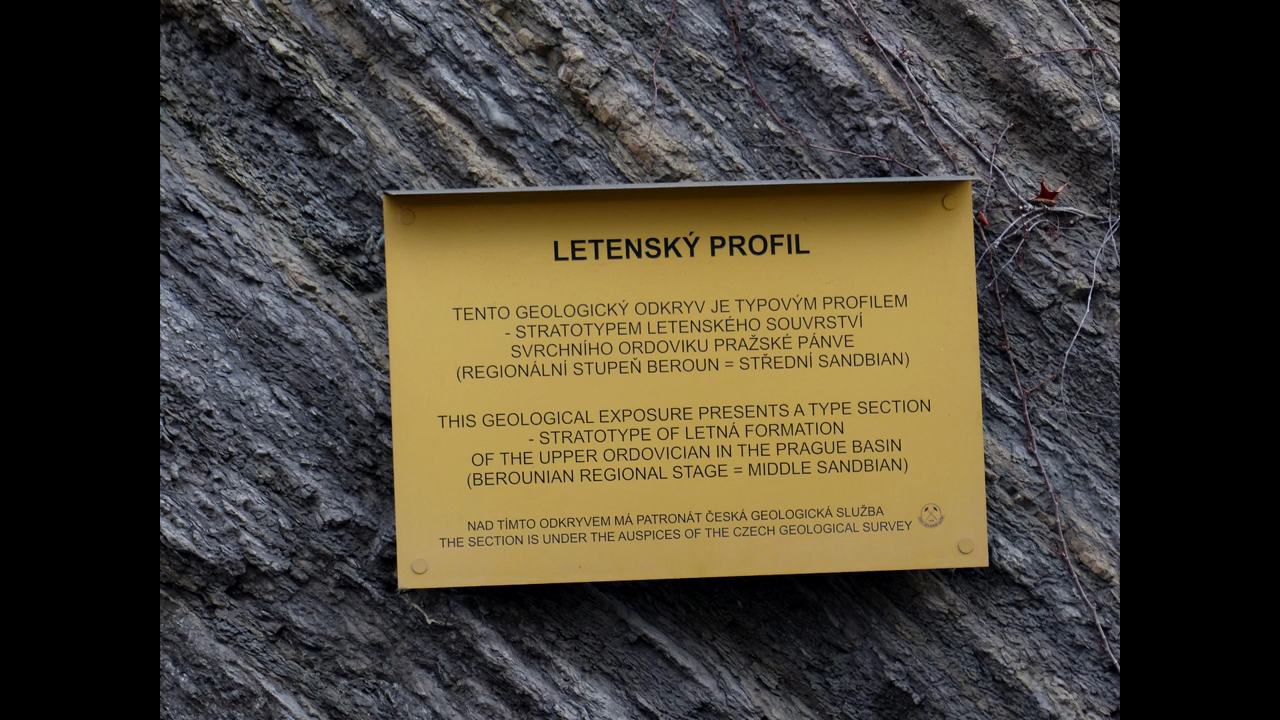 LETENSKÝ PROFIL
TENTO GEOLOGICKÝ ODKRYV JE TYPOVÝM PROFILEM
- STRATOTYPEM LETENSKÉHO SOUVRSTVÍ
SVRCHNÍHO ORDOVIKU PRAŽSKÉ PÁNVE
(REGIONÁLNÍ STUPEŇ BEROUN = STŘEDNÍ SANDBIAN)
THIS GEOLOGICAL EXPOSURE PRESENTS A TYPE SECTION
- STRATOTYPE OF LETNÁ FORMATION
OF THE UPPER ORDOVICIAN IN THE PRAGUE BASIN
(BEROUNIAN REGIONAL STAGE = MIDDLE SANDBIAN)
NAD TÍMTO ODKRYVEM MÁ PATRONÁT ČESKÁ GEOLOGICKÁ SLUŽBA
THE SECTION IS UNDER THE AUSPICES OF THE CZECH GEOLOGICAL SURVEY